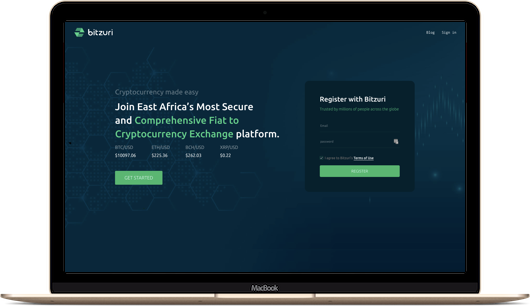 bitzuri
Blog Sign in
Cryptocurrency made easy
Join East Africa's Most Secure
and Comprehensive Fiat to
Cryptocurrency Exchange platform.
BTC/USD ETH/USD BCH/USD XRP/USD
$10097.06 $225.36 $262.03 $0.22
GET STARTED
Register with Bitzuri
Trusted by millions of people across the globe
Email
password
I agree to Bitzuri's Terms of Use
REGISTER
MacBook